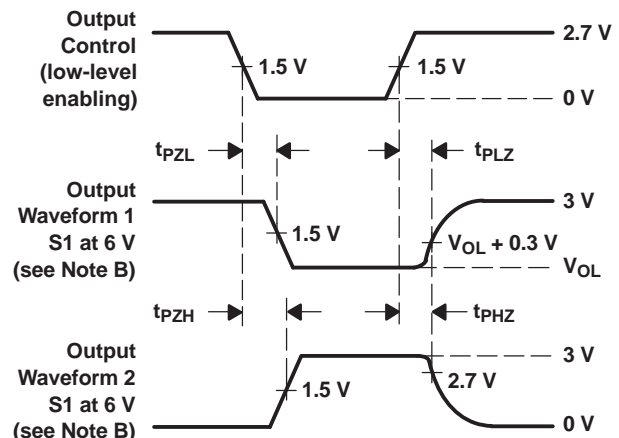 Output
Control
(low-level
enabling)
2.7 V
1.5 V
1.5 V
0 V
tPZL
tPLZ
Output
Waveform 1
S1 at 6 V
(see Note B)
3 V
1.5 V
VOL + 0.3 V
VOL
tPZH
tPHZ
Output
Waveform 2
S1 at 6 V
(see Note B)
3 V
1.5 V
2.7 V
0 V